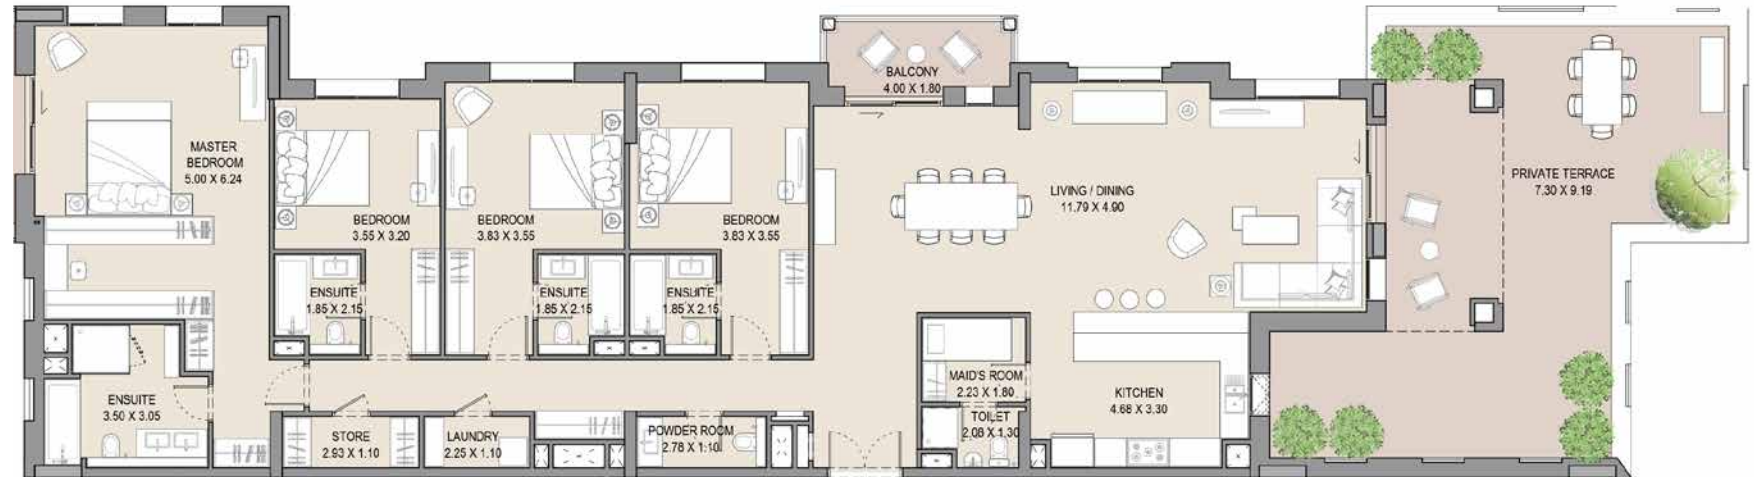 MASTER
BEDROOM
5.00 X 6.24
BEDROOM
3.55 X 3.20
BEDROOM
3.83 X 3.55
BEDROOM
3.83 X 3.55
BALCONY
4.00 X 1.80
LIVING / DINING
11.79 X 4.90
PRIVATE TERRACE
7.30 X 9.19
ENSUITE
1.85 X 2.15
ENSUITE
1.85 X 2.15
ENSUITE
1.85 X 2.15
ENSUITE
3.50 X 3.05
STORE
2.93 X 1.10
LAUNDRY
2.25 X 1.10
POWDER ROOM
2.78 X 1.10
MAID'S ROOM
2.23 X 1.80
TOILET
2.08 X 1.30
KITCHEN
4.68 X 3.30